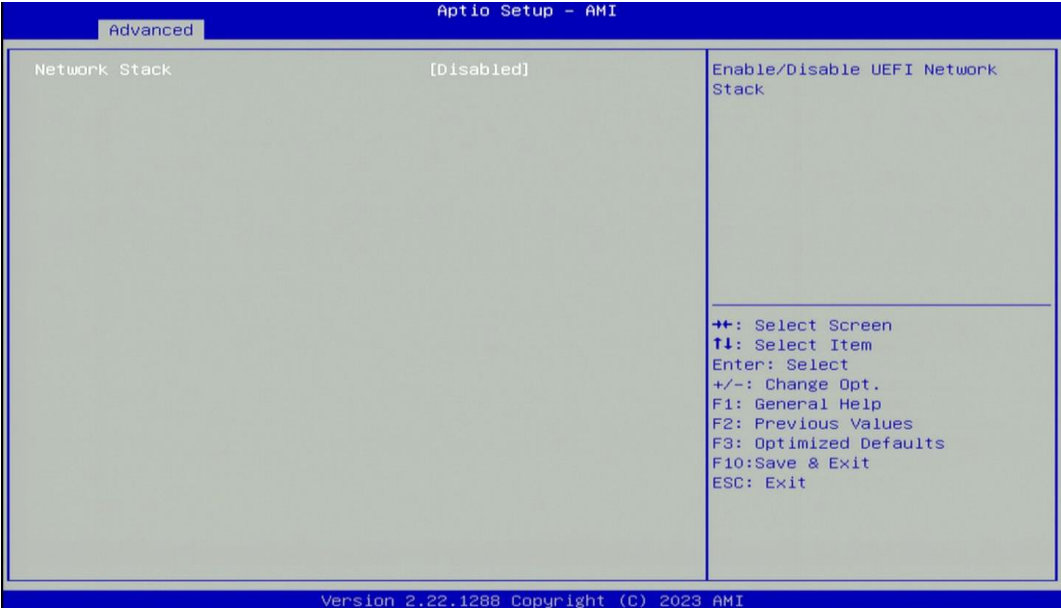 Aptio Setup – AMI
Advanced
Network Stack [Disabled]
Enable/Disable UEFI Network
Stack
→←: Select Screen
↑↓: Select Item
Enter: Select
+/-: Change Opt.
F1: General Help
F2: Previous Values
F3: Optimized Defaults
F10:Save & Exit
ESC: Exit
Version 2.22.1288 Copyright (C) 2023 AMI